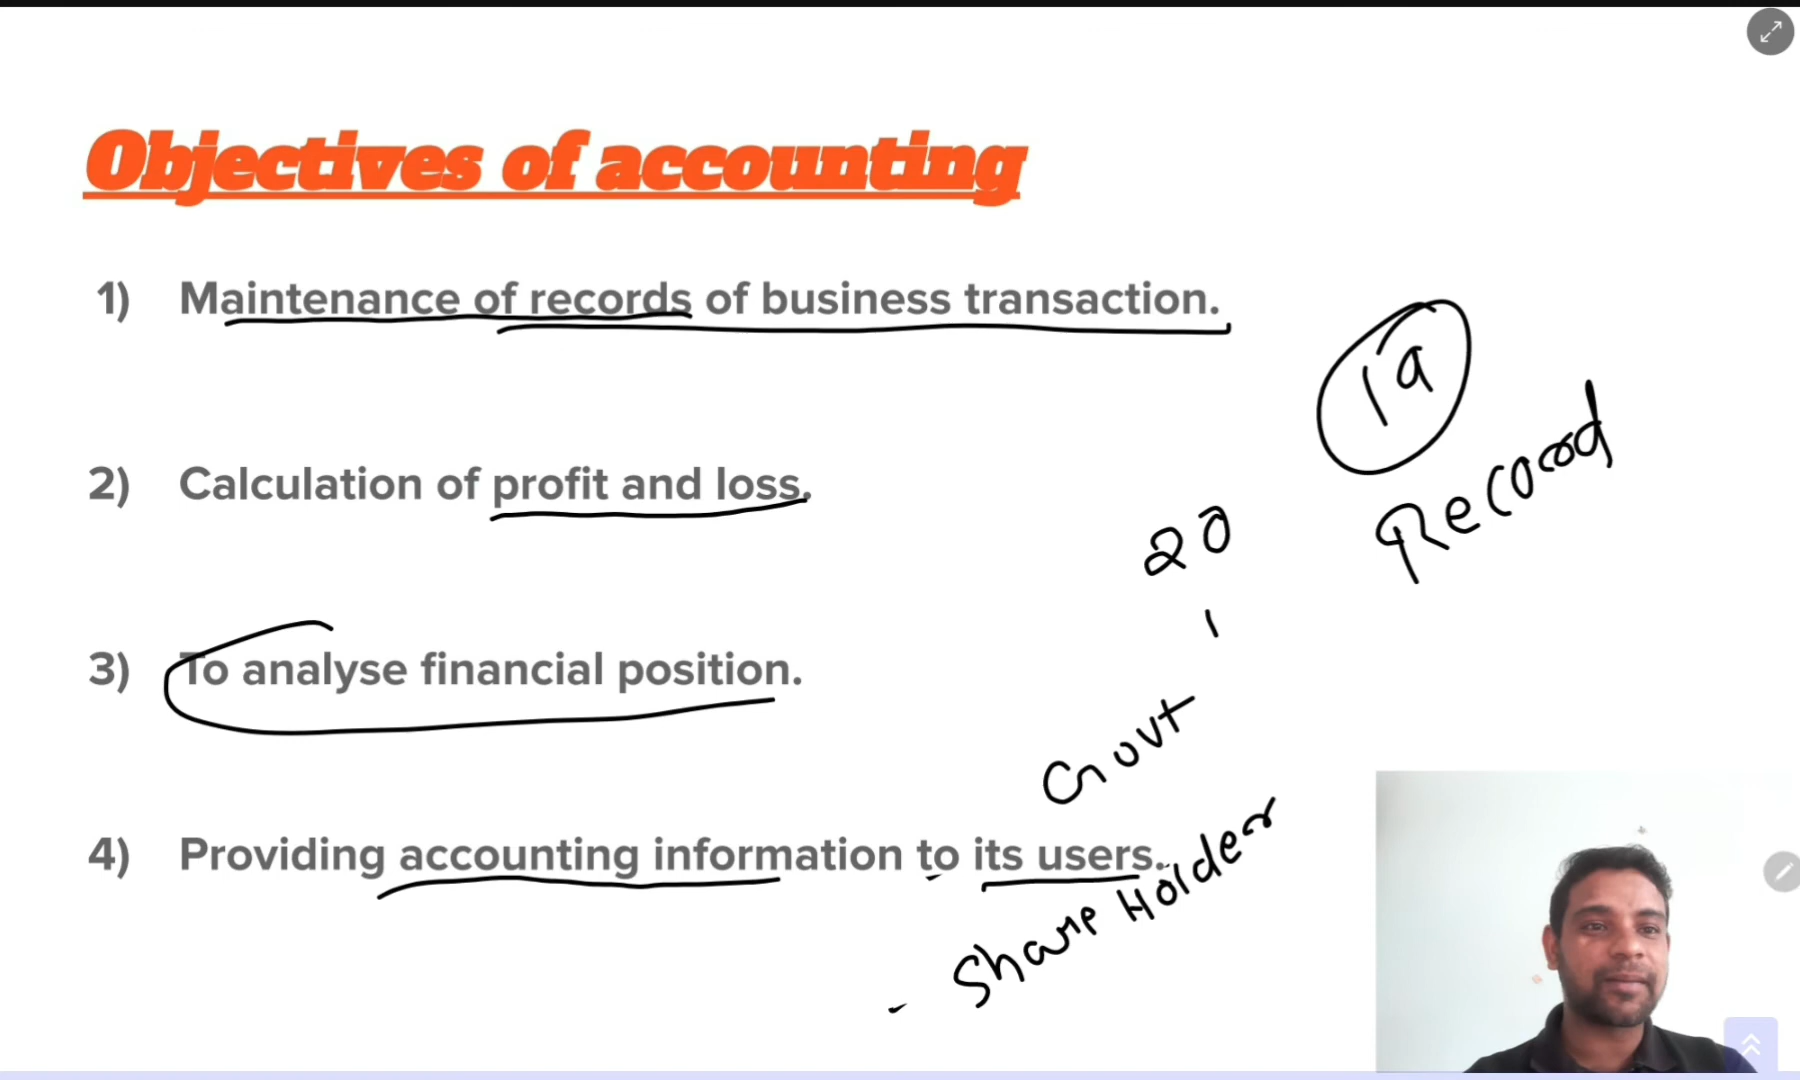 Objectives of accounting
1) Maintenance of records of business transaction.
19
Record
2) Calculation of profit and loss.
20
3) To analyse financial position.
Govt
4) Providing accounting information to its users.
- Share Holder